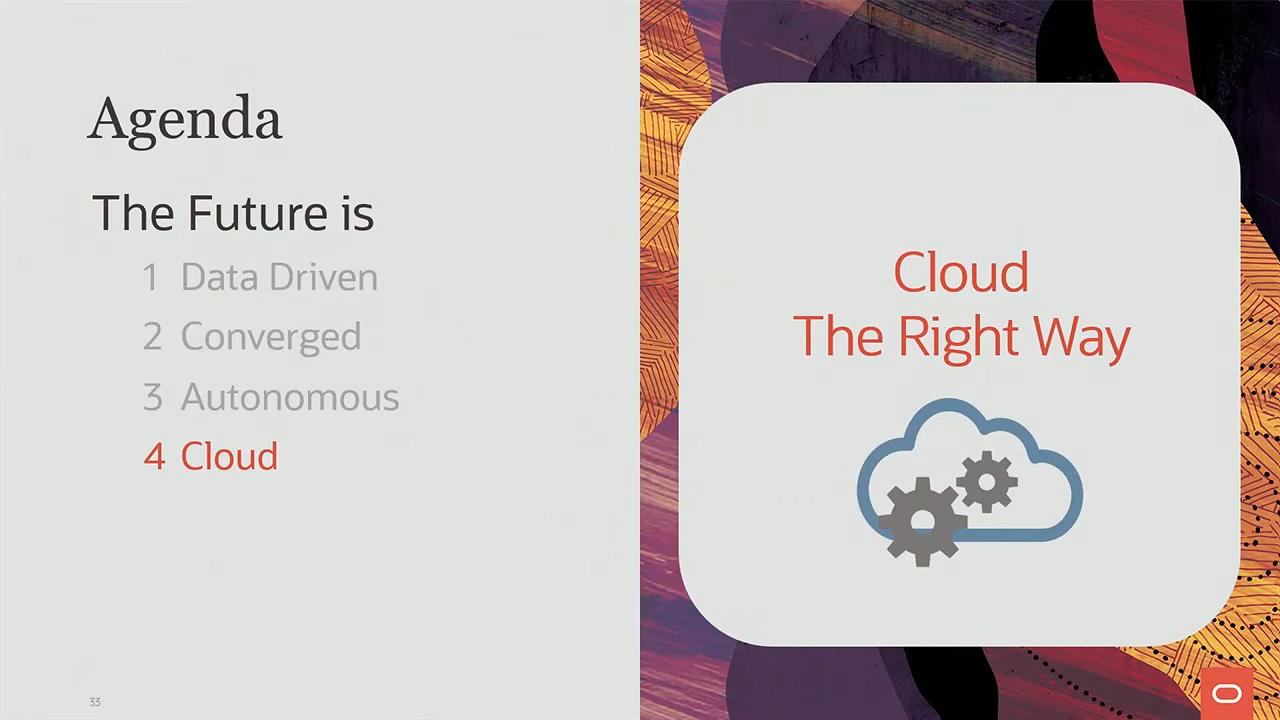 Agenda
The Future is
1 Data Driven
2 Converged
3 Autonomous
4 Cloud
33
Cloud
The Right Way